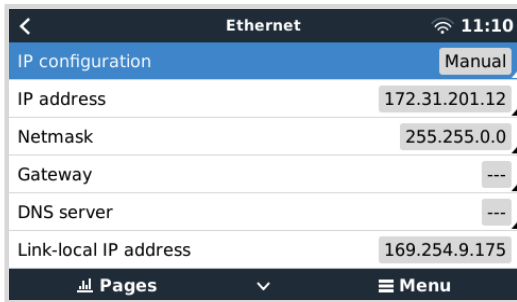 Ethernet 11:10
IP configuration Manual
IP address 172.31.201.12
Netmask 255.255.0.0
Gateway ---
DNS server ---
Link-local IP address 169.254.9.175
Pages Menu